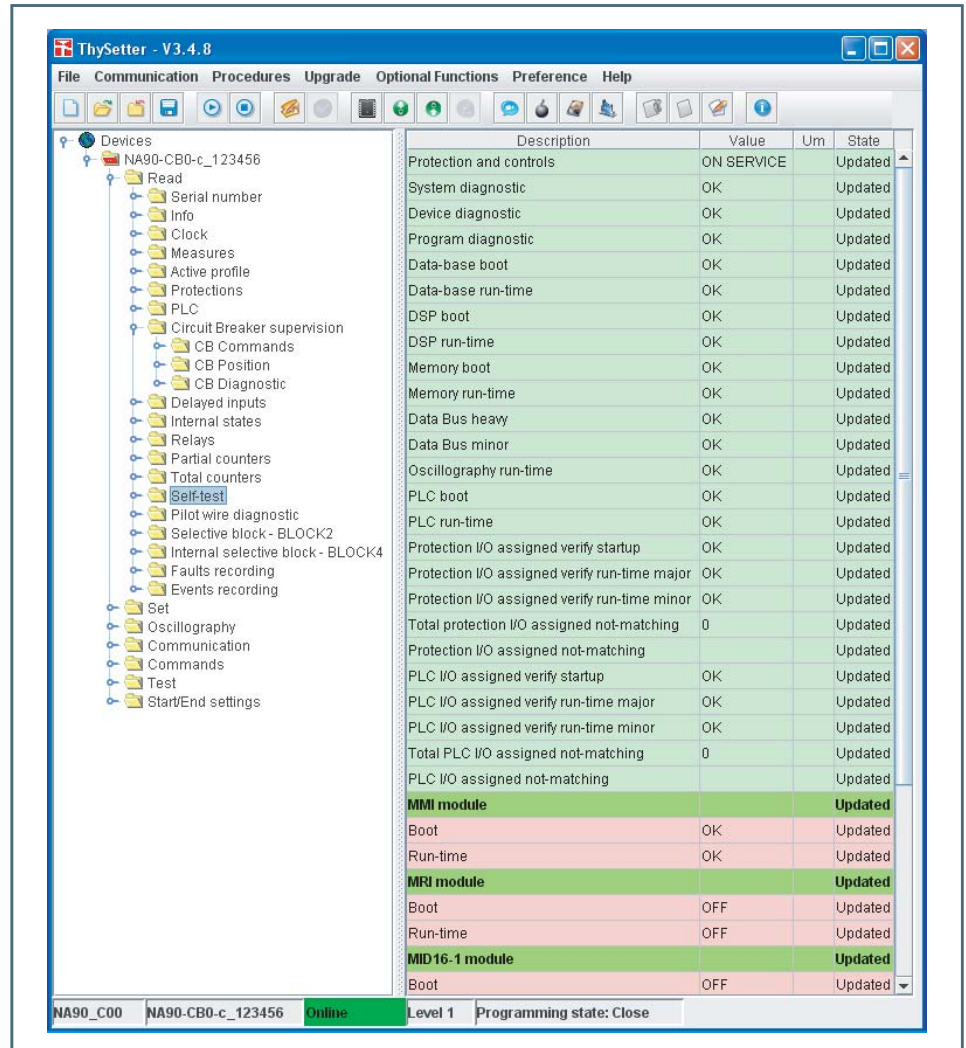 ThySetter - V3.4.8
File Communication Procedures Upgrade Optional Functions Preference Help
Devices
NA90-CB0-c_123456
Read
Serial number
Info
Clock
Measures
Active profile
Protections
PLC
Circuit Breaker supervision
CB Commands
CB Position
CB Diagnostic
Delayed inputs
Internal states
Relays
Partial counters
Total counters
Self-test
Pilot wire diagnostic
Selective block - BLOCK2
Internal selective block - BLOCK4
Faults recording
Events recording
Set
Oscillography
Communication
Commands
Test
Start/End settings
Description Value Um State
Protection and controls ON SERVICE Updated
System diagnostic OK Updated
Device diagnostic OK Updated
Program diagnostic OK Updated
Data-base boot OK Updated
Data-base run-time OK Updated
DSP boot OK Updated
DSP run-time OK Updated
Memory boot OK Updated
Memory run-time OK Updated
Data Bus heavy OK Updated
Data Bus minor OK Updated
Oscillography run-time OK Updated
PLC boot OK Updated
PLC run-time OK Updated
Protection I/O assigned verify startup OK Updated
Protection I/O assigned verify run-time major OK Updated
Protection I/O assigned verify run-time minor OK Updated
Total protection I/O assigned not-matching 0 Updated
Protection I/O assigned not-matching Updated
PLC I/O assigned verify startup OK Updated
PLC I/O assigned verify run-time major OK Updated
PLC I/O assigned verify run-time minor OK Updated
Total PLC I/O assigned not-matching 0 Updated
PLC I/O assigned not-matching Updated
MMI module Updated
Boot OK Updated
Run-time OK Updated
MRI module Updated
Boot OFF Updated
Run-time OFF Updated
MID16-1 module Updated
Boot OFF Updated
NA90_C00 NA90-CB0-c_123456 Online Level 1 Programming state: Close